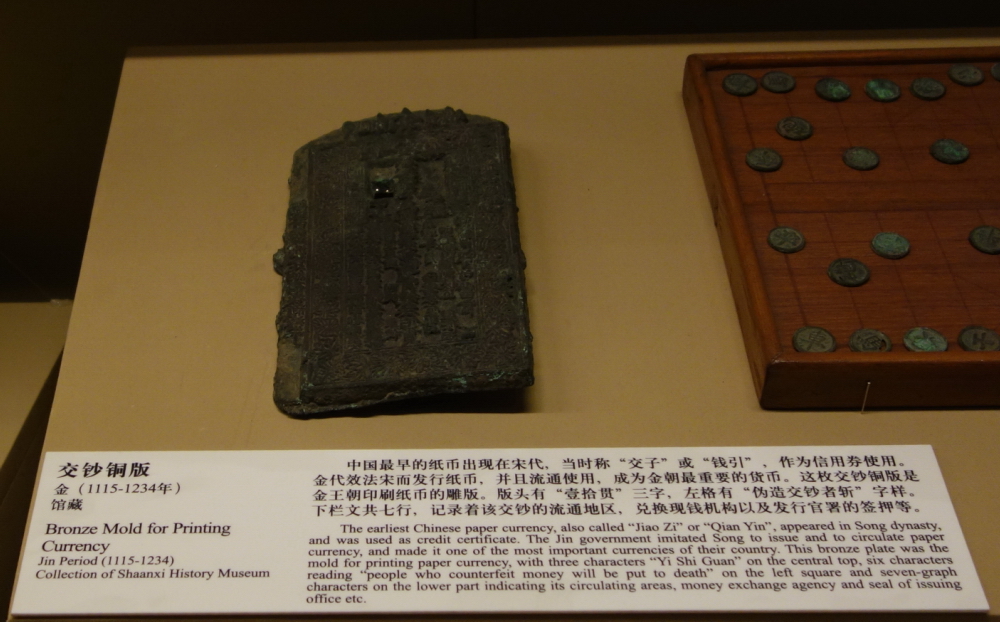 交钞铜版
金（1115-1234年）
馆藏
Bronze Mold for Printing
Currency
Jin Period (1115-1234)
Collection of Shaanxi History Museum
中国最早的纸币出现在宋代，当时称“交子”或“钱引”，作为信用券使用。
金代效法宋而发行纸币，并且流通使用，成为金朝最重要的货币。这枚交钞铜版是
金王朝印刷纸币的雕版。版头有“壹拾贯”三字，左格有“伪造交钞者斩”字样。
下栏文共七行，记录着该交钞的流通地区，兑换现钱机构以及发行官署的签押等。
The earliest Chinese paper currency, also called “Jiao Zi” or “Qian Yin”, appeared in Song dynasty,
and was used as credit certificate. The Jin government imitated Song to issue and to circulate paper
currency, and made it one of the most important currencies of their country. This bronze plate was the
mold for printing paper currency, with three characters “Yi Shi Guan” on the central top, six characters
reading “people who counterfeit money will be put to death” on the left square and seven-graph
characters on the lower part indicating its circulating areas, money exchange agency and seal of issuing
office etc.